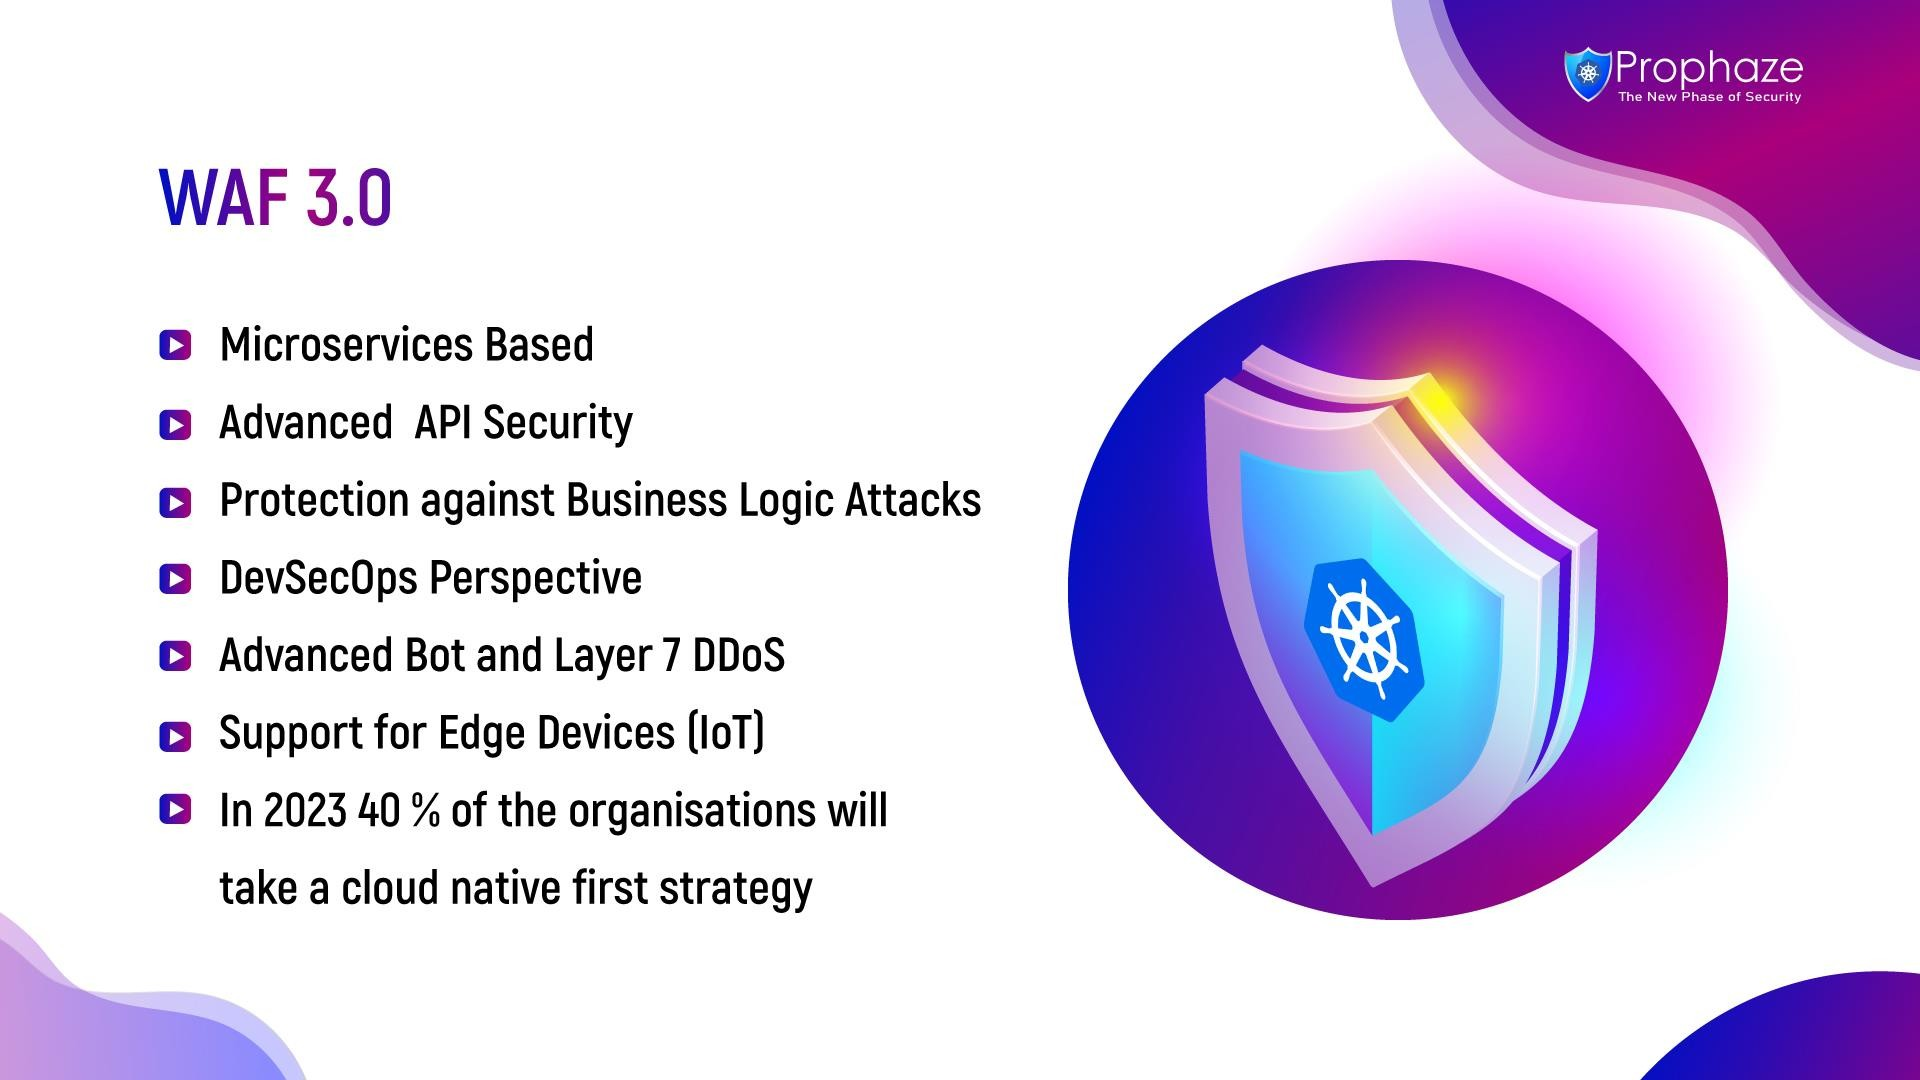 Prophaze
The New Phase of Security
WAF 3.0
Microservices Based
Advanced  API Security
Protection against Business Logic Attacks
DevSecOps Perspective
Advanced Bot and Layer 7 DDoS
Support for Edge Devices (IoT)
In 2023 40 % of the organisations will
take a cloud native first strategy